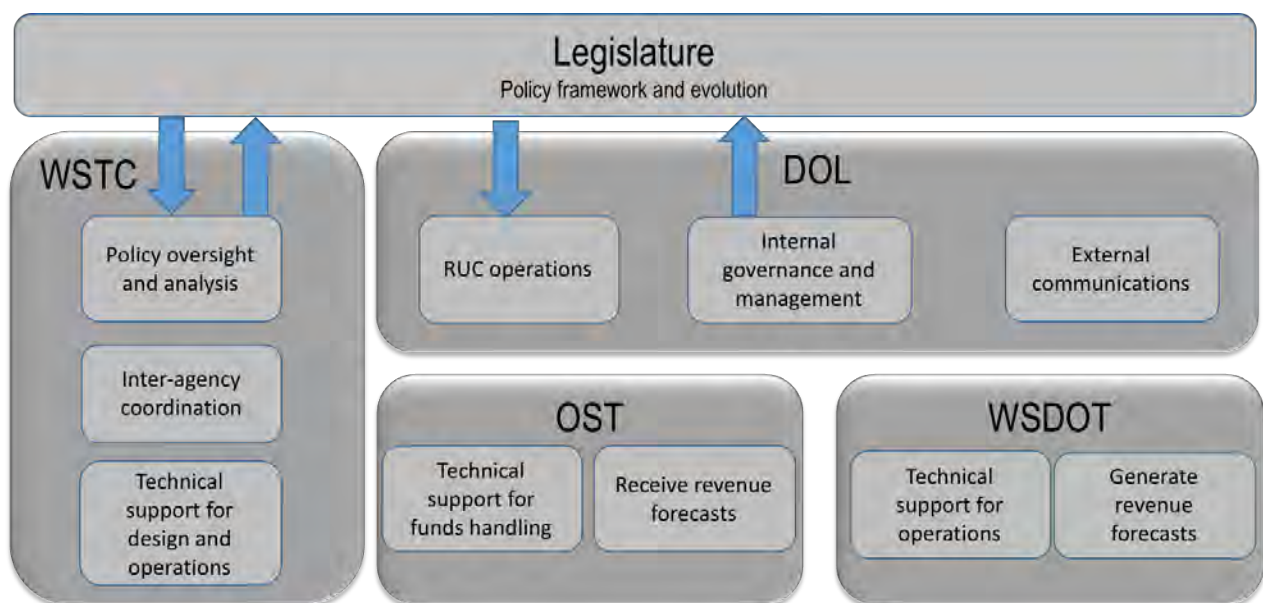 Legislature
Policy framework and evolution
WSTC
Policy oversight
and analysis
Inter-agency
coordination
Technical
support for
design and
operations
DOL
RUC operations
Internal
governance and
management
External
communications
OST
Technical
support for
funds handling
Receive revenue
forecasts
WSDOT
Technical
support for
operations
Generate
revenue
forecasts